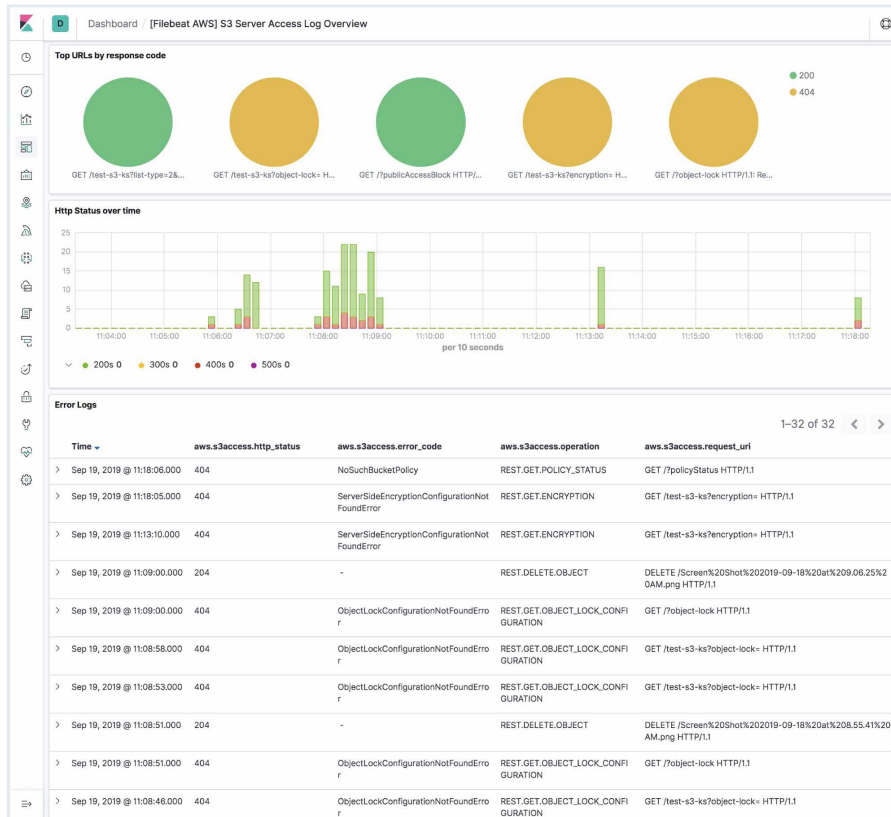 D Dashboard / [Filebeat AWS] S3 Server Access Log Overview
Top URLs by response code
200
404
GET /test-s3-ks?list-type=2&...
GET /test-s3-ks?object-lock= H...
GET /?publicAccessBlock HTTP/...
GET /test-s3-ks?encryption= H...
GET /?object-lock HTTP/1.1: Re...
Http Status over time
25
20
15
10
5
0
11:04:00 11:05:00 11:06:00 11:07:00 11:08:00 11:09:00 11:10:00 11:11:00 11:12:00 11:13:00 11:14:00 11:15:00 11:16:00 11:17:00 11:18:00
per 10 seconds
200s 0 300s 0 400s 0 500s 0
Error Logs
1–32 of 32
Time aws.s3access.http_status aws.s3access.error_code aws.s3access.operation aws.s3access.request_uri
Sep 19, 2019 @ 11:18:06.000 404 NoSuchBucketPolicy REST.GET.POLICY_STATUS GET /?policyStatus HTTP/1.1
Sep 19, 2019 @ 11:18:05.000 404 ServerSideEncryptionConfigurationNot REST.GET.ENCRYPTION GET /test-s3-ks?encryption= HTTP/1.1
FoundError
Sep 19, 2019 @ 11:13:10.000 404 ServerSideEncryptionConfigurationNot REST.GET.ENCRYPTION GET /test-s3-ks?encryption= HTTP/1.1
FoundError
Sep 19, 2019 @ 11:09:00.000 204 - REST.DELETE.OBJECT DELETE /Screen%20Shot%202019-09-18%20at%209.06.25%2
0AM.png HTTP/1.1
Sep 19, 2019 @ 11:09:00.000 404 ObjectLockConfigurationNotFoundErro REST.GET.OBJECT_LOCK_CONFI GET /?object-lock HTTP/1.1
r GURATION
Sep 19, 2019 @ 11:08:58.000 404 ObjectLockConfigurationNotFoundErro REST.GET.OBJECT_LOCK_CONFI GET /test-s3-ks?object-lock= HTTP/1.1
r GURATION
Sep 19, 2019 @ 11:08:53.000 404 ObjectLockConfigurationNotFoundErro REST.GET.OBJECT_LOCK_CONFI GET /test-s3-ks?object-lock= HTTP/1.1
r GURATION
Sep 19, 2019 @ 11:08:51.000 204 - REST.DELETE.OBJECT DELETE /Screen%20Shot%202019-09-18%20at%208.55.41%20
AM.png HTTP/1.1
Sep 19, 2019 @ 11:08:51.000 404 ObjectLockConfigurationNotFoundErro REST.GET.OBJECT_LOCK_CONFI GET /?object-lock HTTP/1.1
r GURATION
Sep 19, 2019 @ 11:08:46.000 404 ObjectLockConfigurationNotFoundErro REST.GET.OBJECT_LOCK_CONFI GET /test-s3-ks?object-lock= HTTP/1.1
r GURATION